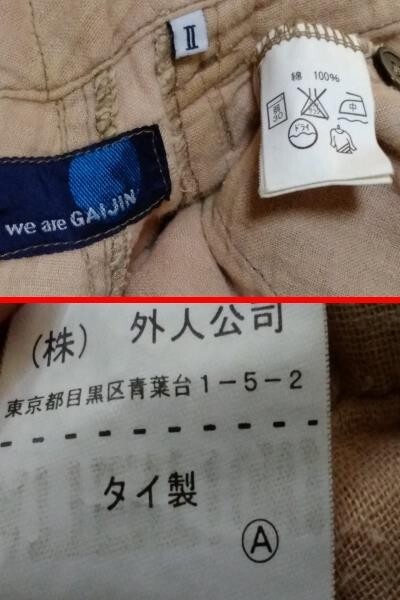 II
綿 100%
中
ドライ
we are GAIJIN
(株) 外人公司
東京都目黒区青葉台1-5-2
タイ製
A